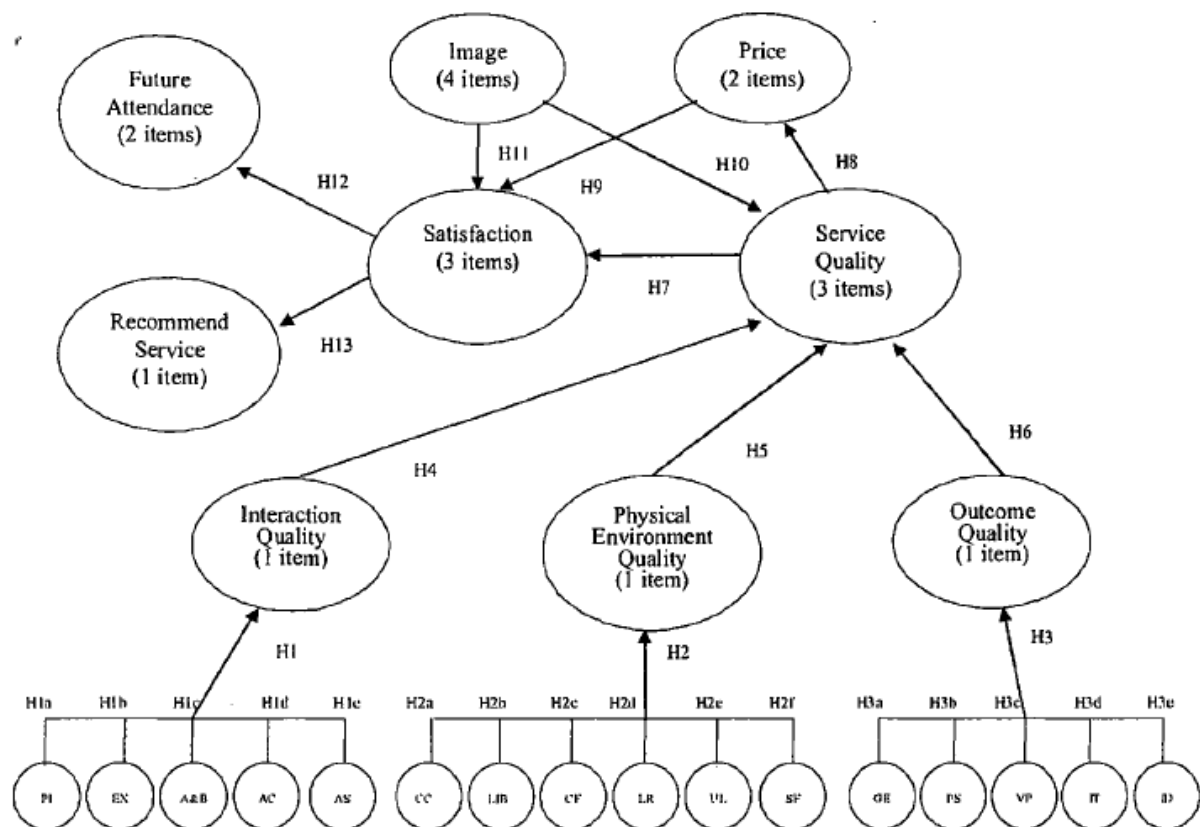 Image
(4 items)
Price
(2 items)
Future
Attendance
(2 items)
H11
H10
H8
H12
H9
Satisfaction
(3 items)
Service
Quality
(3 items)
H7
Recommend
Service
(1 item)
H13
H4
H5
H6
Interaction
Quality
(1 item)
Physical
Environment
Quality
(1 item)
Outcome
Quality
(1 item)
H1
H2
H3
H1a H1b H1c H1d H1e H2a H2b H2c H2d H2e H2f H3a H3b H3c H3d H3e
PI EX A&B AC AS CC LIB CF LR UL SF GE PS VP IT